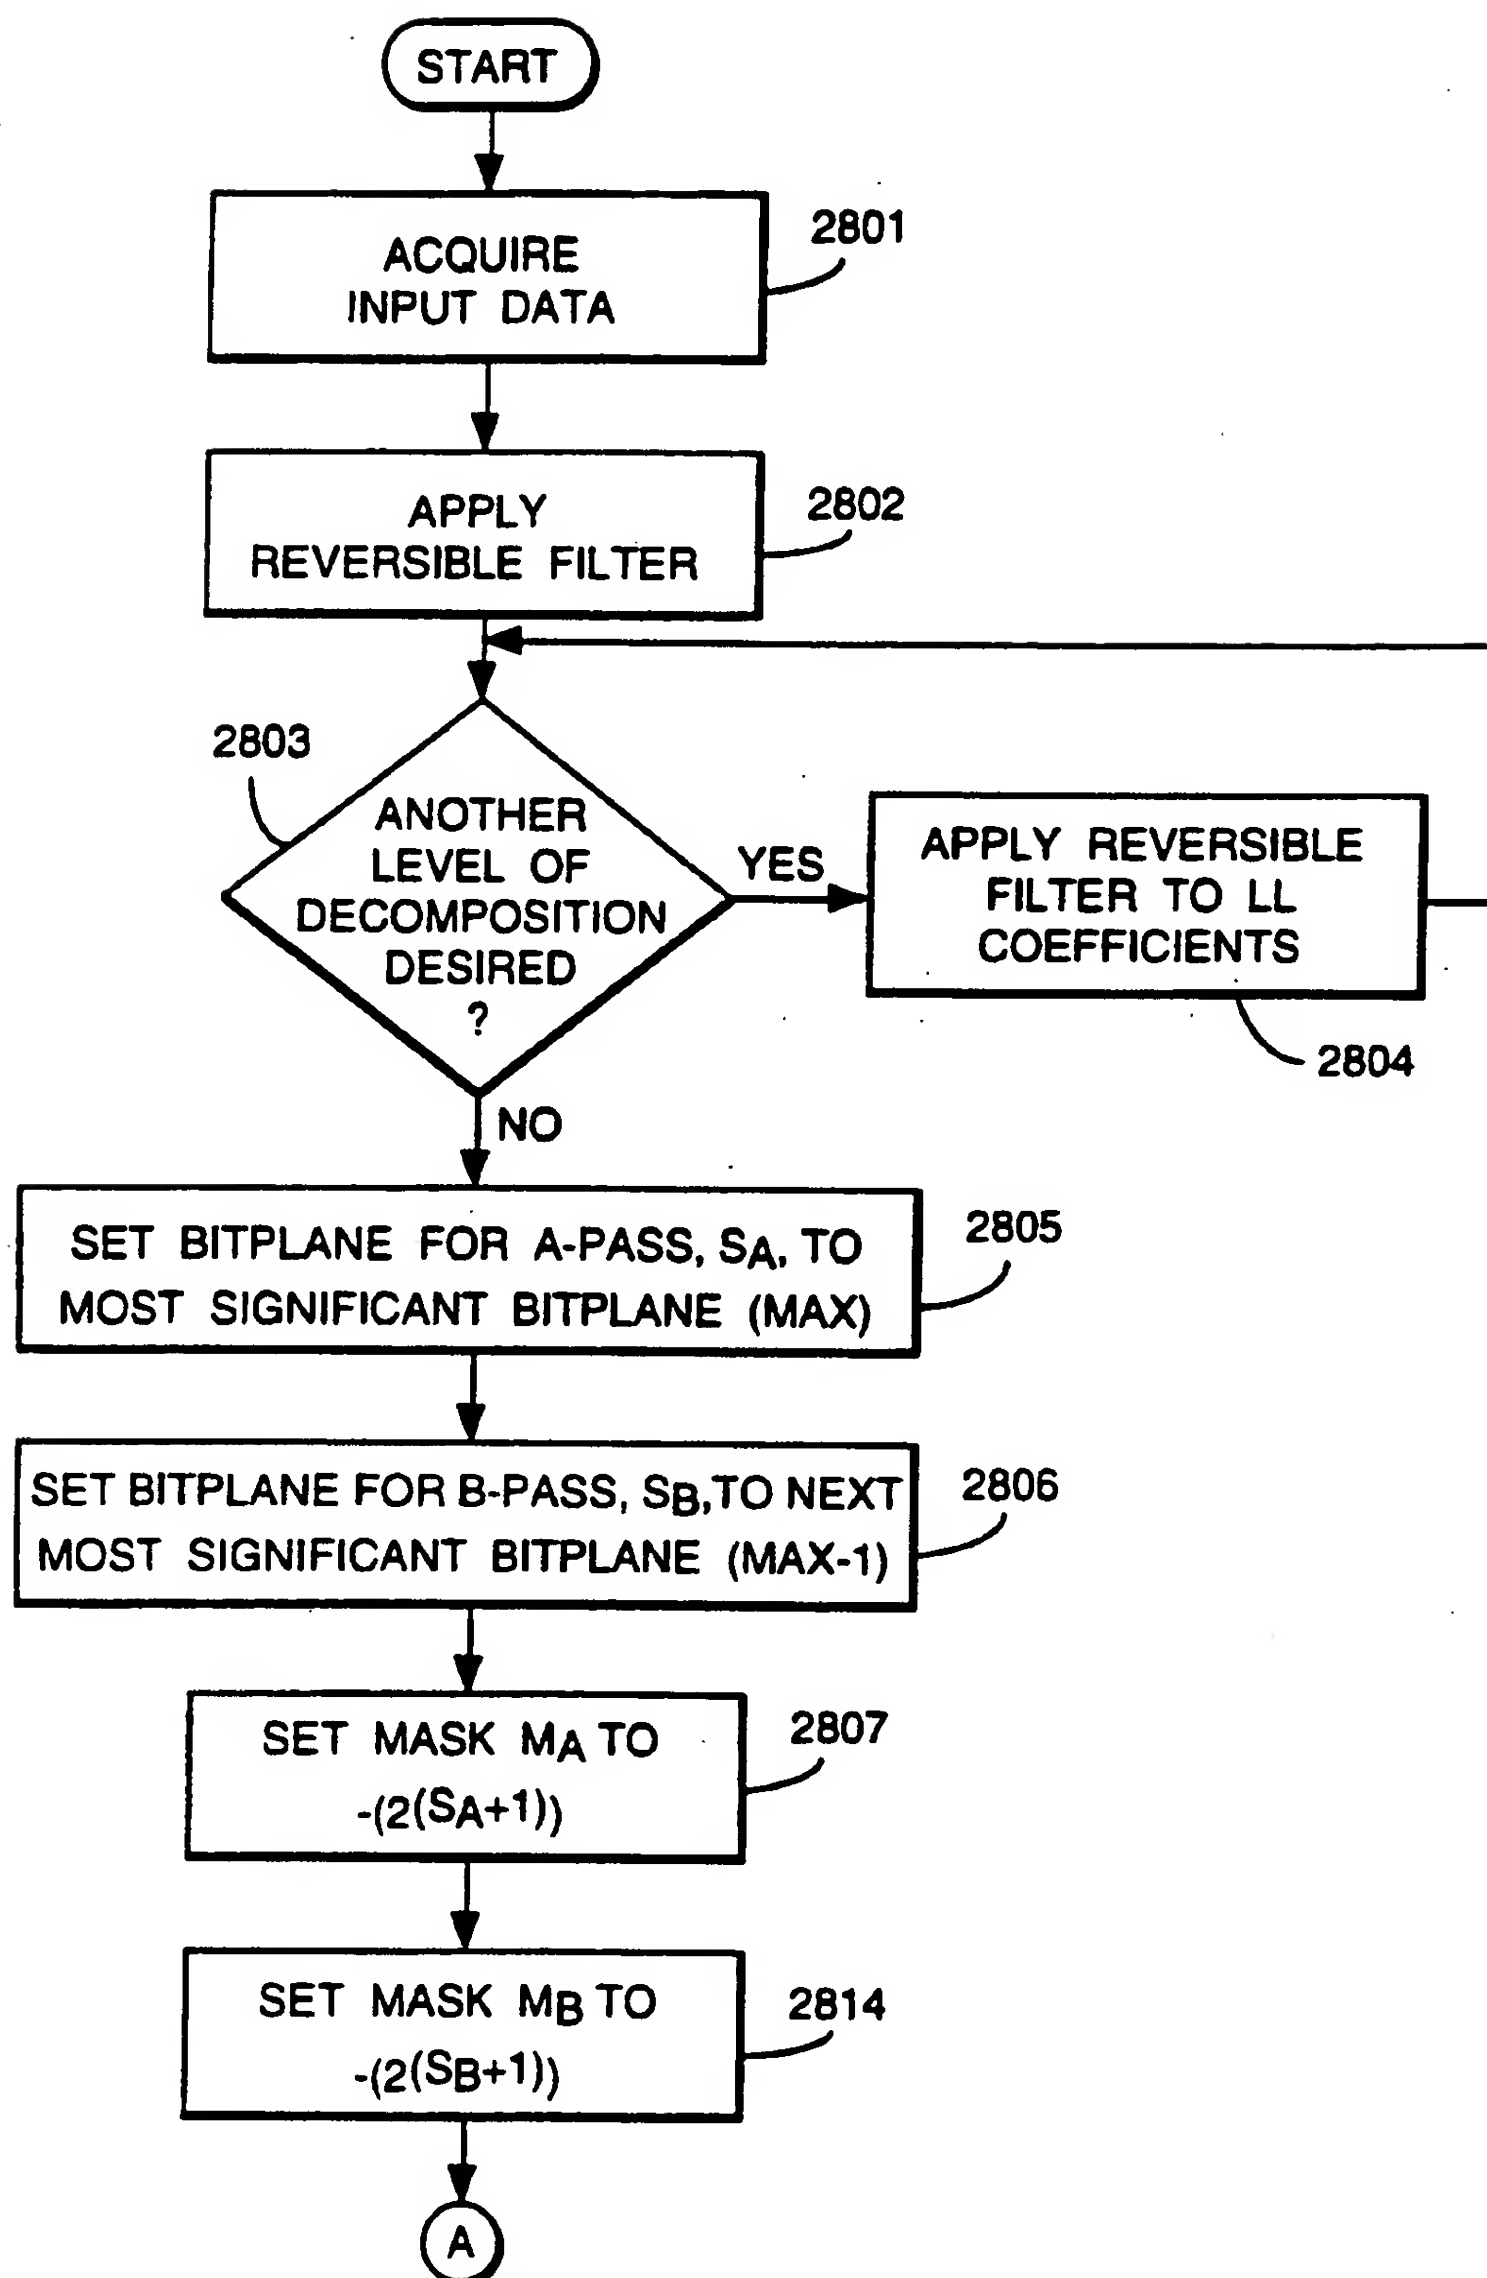 START
ACQUIRE
INPUT DATA
2801
APPLY
REVERSIBLE FILTER
2802
2803
ANOTHER
LEVEL OF
DECOMPOSITION
DESIRED
?
YES
APPLY REVERSIBLE
FILTER TO LL
COEFFICIENTS
2804
NO
SET BITPLANE FOR A-PASS, SA, TO
MOST SIGNIFICANT BITPLANE (MAX)
2805
SET BITPLANE FOR B-PASS, SB, TO NEXT
MOST SIGNIFICANT BITPLANE (MAX-1)
2806
SET MASK MA TO
-(2(SA+1))
2807
SET MASK MB TO
-(2(SB+1))
2814
A